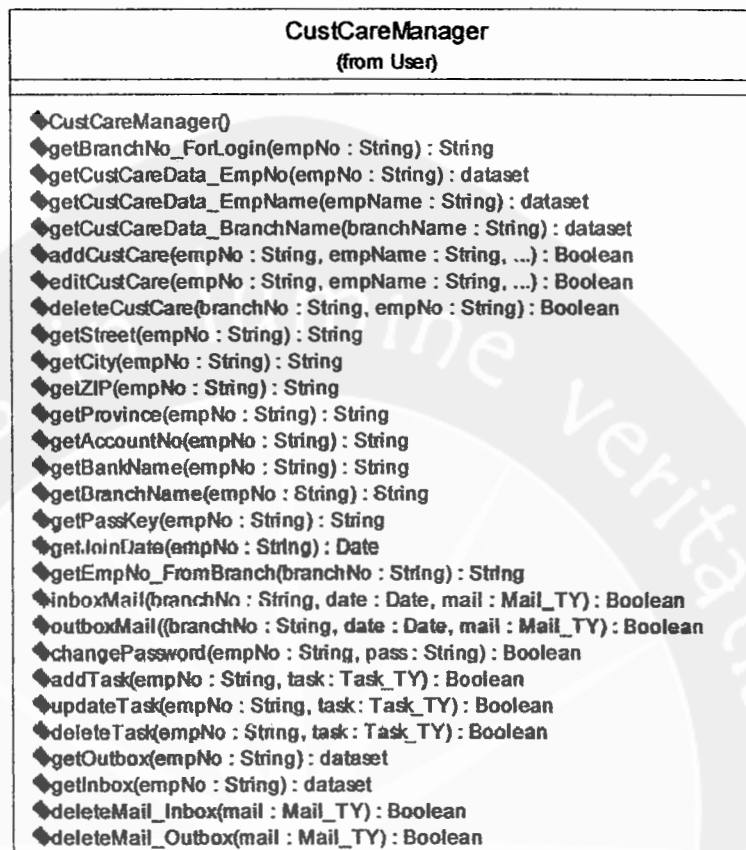 CustCareManager
(from User)
CustCareManager()
getBranchNo_ForLogin(empNo : String) : String
getCustCareData_EmpNo(empNo : String) : dataset
getCustCareData_EmpName(empName : String) : dataset
getCustCareData_BranchName(branchName : String) : dataset
addCustCare(empNo : String, empName : String, ...) : Boolean
editCustCare(empNo : String, empName : String, ...) : Boolean
deleteCustCare(branchNo : String, empNo : String) : Boolean
getStreet(empNo : String) : String
getCity(empNo : String) : String
getZIP(empNo : String) : String
getProvince(empNo : String) : String
getAccountNo(empNo : String) : String
getBankName(empNo : String) : String
getBranchName(empNo : String) : String
getPassKey(empNo : String) : String
getJoinDate(empNo : String) : Date
getEmpNo_FromBranch(branchNo : String) : String
inboxMail(branchNo : String, date : Date, mail : Mail_TY) : Boolean
outboxMail((branchNo : String, date : Date, mail : Mail_TY) : Boolean
changePassword(empNo : String, pass : String) : Boolean
addTask(empNo : String, task : Task_TY) : Boolean
updateTask(empNo : String, task : Task_TY) : Boolean
deleteTask(empNo : String, task : Task_TY) : Boolean
getOutbox(empNo : String) : dataset
getInbox(empNo : String) : dataset
deleteMail_Inbox(mail : Mail_TY) : Boolean
deleteMail_Outbox(mail : Mail_TY) : Boolean